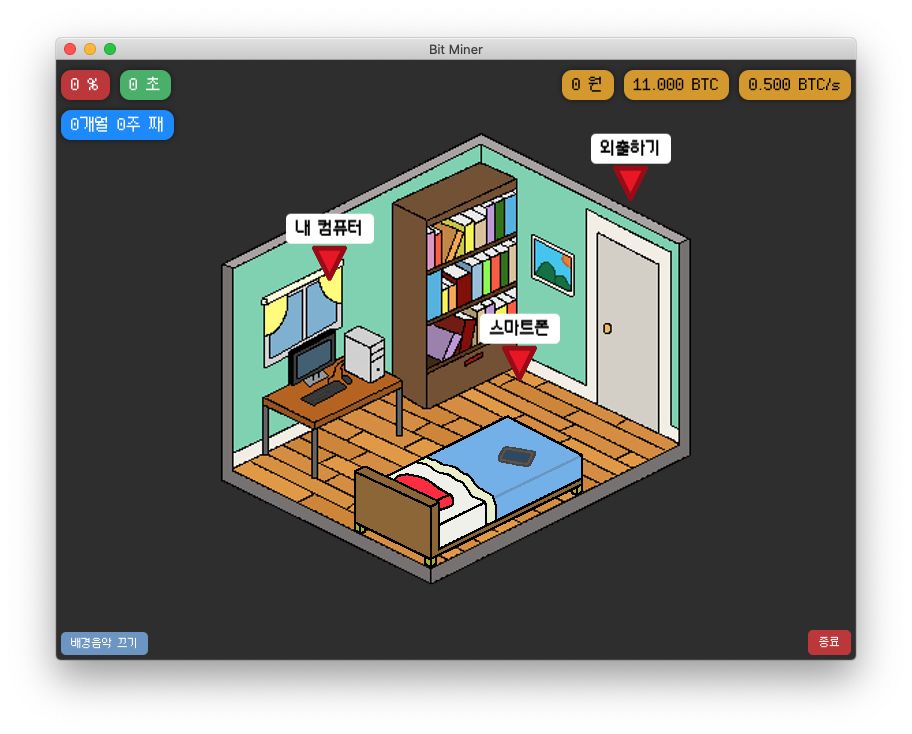 Bit Miner
0 %
0 초
0 원
11.000 BTC
0.500 BTC/s
0개월 0주 째
외출하기
내 컴퓨터
스마트폰
배경음악 끄기
종료